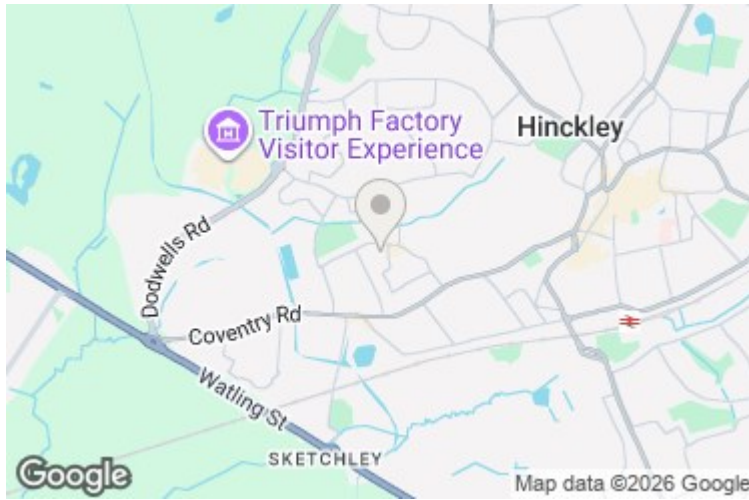 Triumph Factory
Visitor Experience
Hinckley
Dodwells Rd
Coventry Rd
Watling St
SKETCHLEY
Google
Map data ©2026 Google